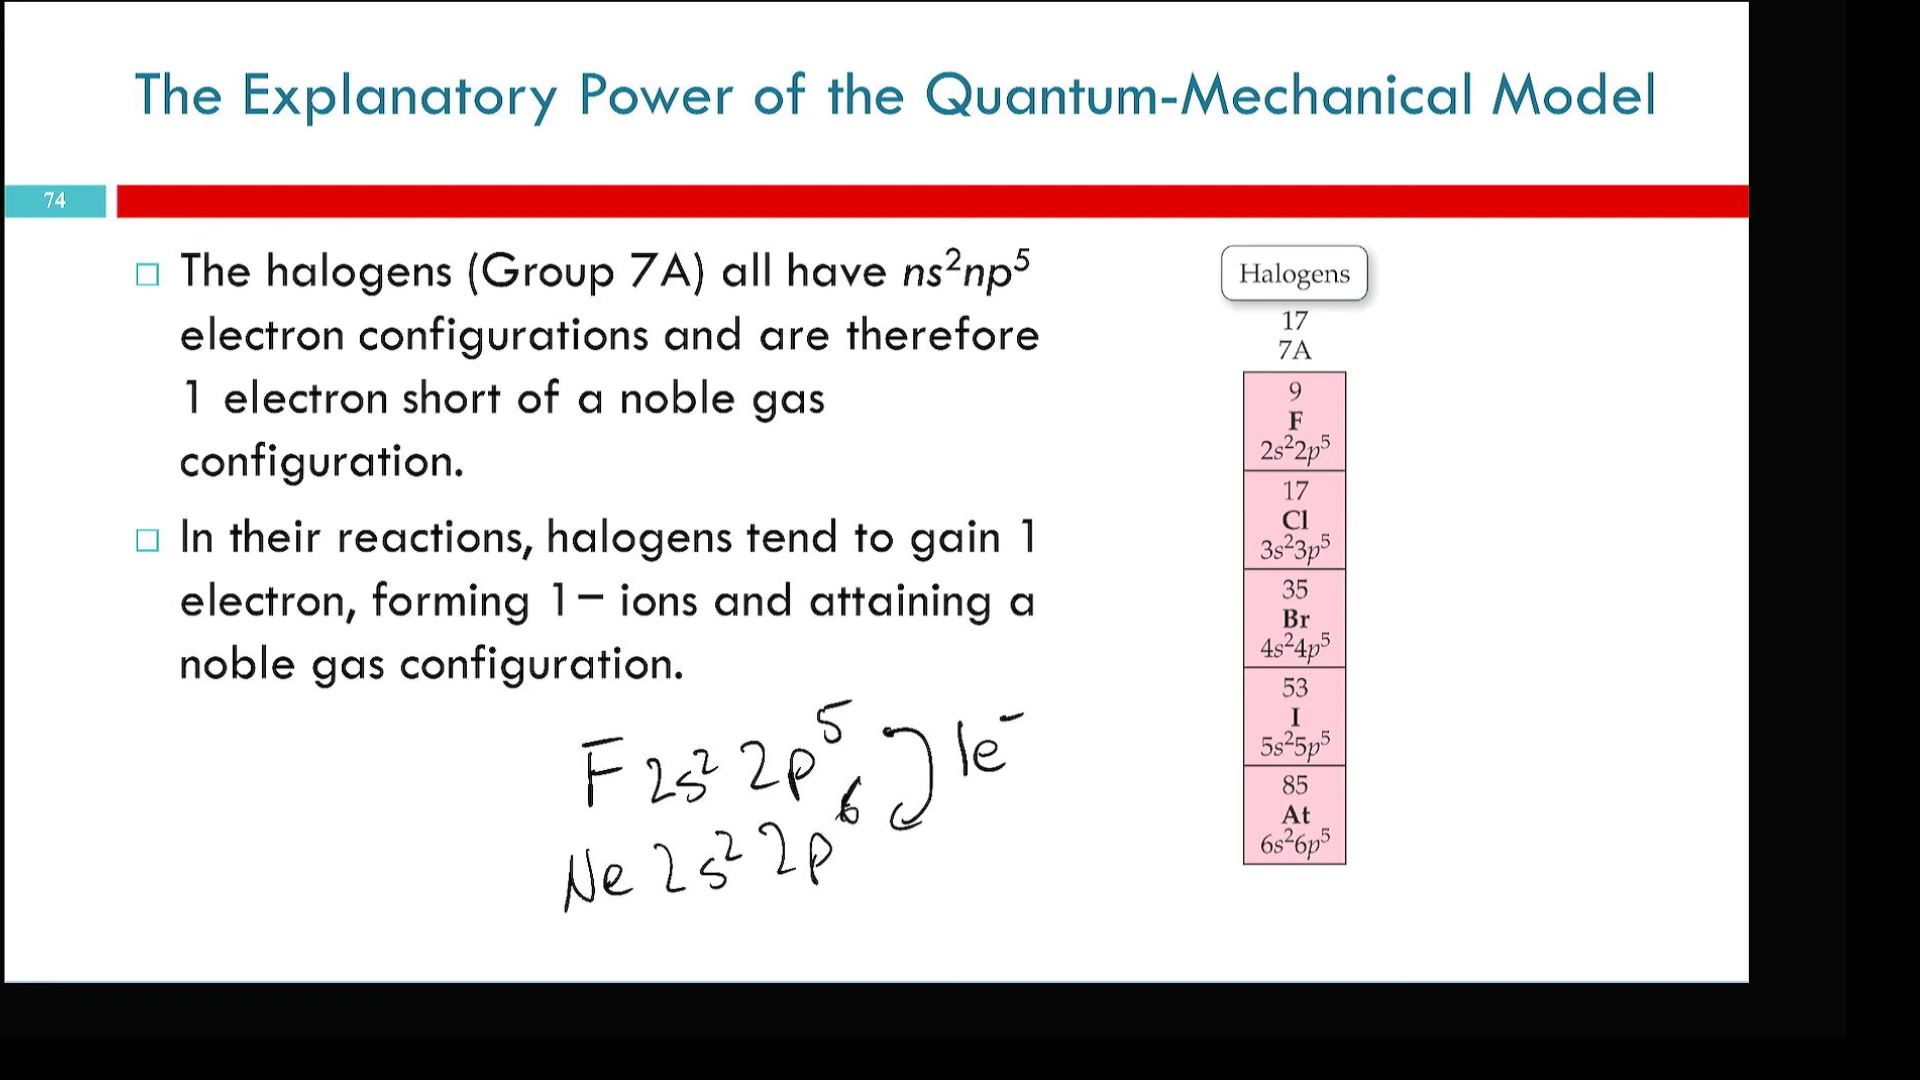 The Explanatory Power of the Quantum-Mechanical Model
74
The halogens (Group 7A) all have ns²np⁵
electron configurations and are therefore
1 electron short of a noble gas
configuration.
In their reactions, halogens tend to gain 1
electron, forming 1− ions and attaining a
noble gas configuration.
F 2s² 2p⁵ 1e⁻
Ne 2s² 2p⁶
Halogens
17
7A
9
F
2s²2p⁵
17
Cl
3s²3p⁵
35
Br
4s²4p⁵
53
I
5s²5p⁵
85
At
6s²6p⁵